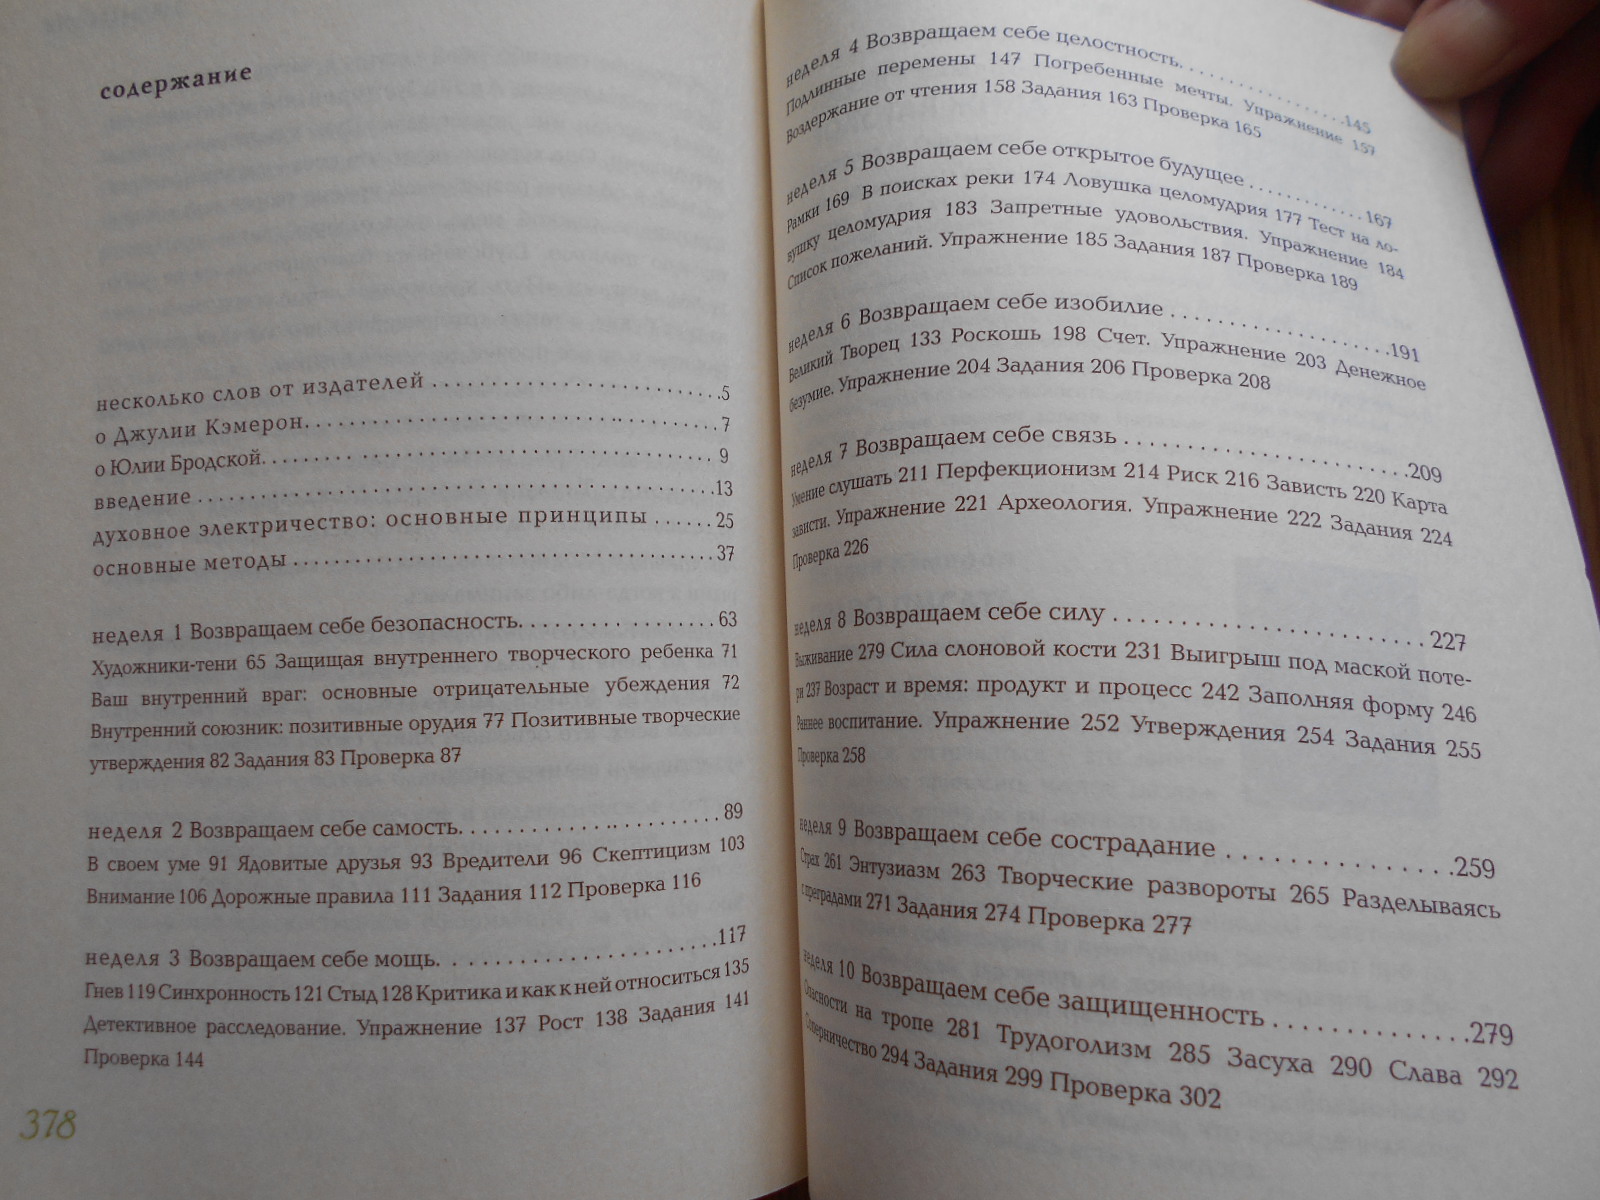 содержание
несколько слов от издателей . . . . . . . . . . . . . . . . . . . . . . . . .5
о Джулии Кэмерон. . . . . . . . . . . . . . . . . . . . . . . . . . . . . . . . . . . . 7
о Юлии Бродской. . . . . . . . . . . . . . . . . . . . . . . . . . . . . . . . . . . . . . 9
введение . . . . . . . . . . . . . . . . . . . . . . . . . . . . . . . . . . . . . . . . . . . . .13
духовное электричество: основные принципы . . . . . . 25
основные методы . . . . . . . . . . . . . . . . . . . . . . . . . . . . . . . . . . . . 37
неделя 1 Возвращаем себе безопасность. . . . . . . . . . . . . . . . . . 63
Художники-тени 65 Защищая внутреннего творческого ребенка 71
Ваш внутренний враг: основные отрицательные убеждения 72
Внутренний союзник: позитивные орудия 77 Позитивные творческие
утверждения 82 Задания 83 Проверка 87
неделя 2 Возвращаем себе самость. . . . . . . . . . . . . . . . . . . . . . . . 89
В своем уме 91 Ядовитые друзья 93 Вредители 96 Скептицизм 103
Внимание 106 Дорожные правила 111 Задания 112 Проверка 116
неделя 3 Возвращаем себе мощь. . . . . . . . . . . . . . . . . . . . . . . . .117
Гнев 119 Синхронность 121 Стыд 128 Критика и как к ней относиться 135
Детективное расследование. Упражнение 137 Рост 138 Задания 141
Проверка 144
378
неделя 4 Возвращаем себе целостность. . . . . . . . . . . . . . . . . . . .145
Подлинные перемены 147 Погребенные мечты. Упражнение 157
Воздержание от чтения 158 Задания 163 Проверка 165
неделя 5 Возвращаем себе открытое будущее . . . . . . . . . . . . . 167
Рамки 169 В поисках реки 174 Ловушка целомудрия 177 Тест на ло-
вушку целомудрия 183 Запретные удовольствия. Упражнение 184
Список пожеланий. Упражнение 185 Задания 187 Проверка 189
неделя 6 Возвращаем себе изобилие . . . . . . . . . . . . . . . . . . . . .191
Великий Творец 133 Роскошь 198 Счет. Упражнение 203 Денежное
безумие. Упражнение 204 Задания 206 Проверка 208
неделя 7 Возвращаем себе связь . . . . . . . . . . . . . . . . . . . . . . . .209
Умение слушать 211 Перфекционизм 214 Риск 216 Зависть 220 Карта
зависти. Упражнение 221 Археология. Упражнение 222 Задания 224
Проверка 226
неделя 8 Возвращаем себе силу . . . . . . . . . . . . . . . . . . . . . . . . 227
Выживание 279 Сила слоновой кости 231 Выигрыш под маской поте-
ри 237 Возраст и время: продукт и процесс 242 Заполняя форму 246
Раннее воспитание. Упражнение 252 Утверждения 254 Задания 255
Проверка 258
неделя 9 Возвращаем себе сострадание . . . . . . . . . . . . . . . . .259
Страх 261 Энтузиазм 263 Творческие развороты 265 Разделываясь
с преградами 271 Задания 274 Проверка 277
неделя 10 Возвращаем себе защищенность . . . . . . . . . . . . . .279
Опасности на тропе 281 Трудоголизм 285 Засуха 290 Слава 292
Соперничество 294 Задания 299 Проверка 302